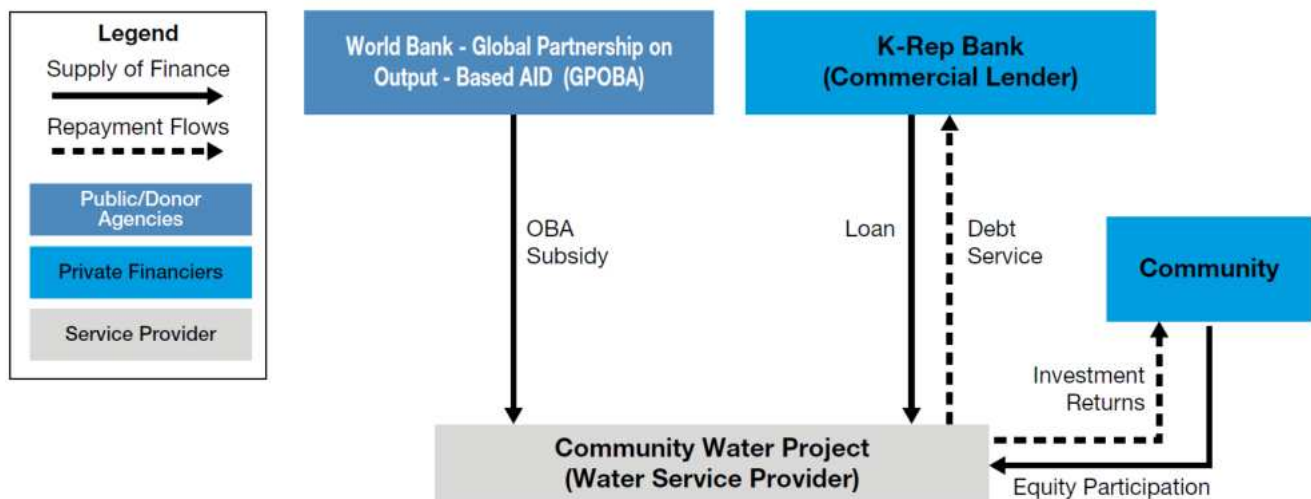 Legend
Supply of Finance
Repayment Flows
Public/Donor
Agencies
Private Financiers
Service Provider
World Bank - Global Partnership on
Output - Based AID (GPOBA)
K-Rep Bank
(Commercial Lender)
OBA
Subsidy
Loan
Debt
Service
Community
Investment
Returns
Community Water Project
(Water Service Provider)
Equity Participation